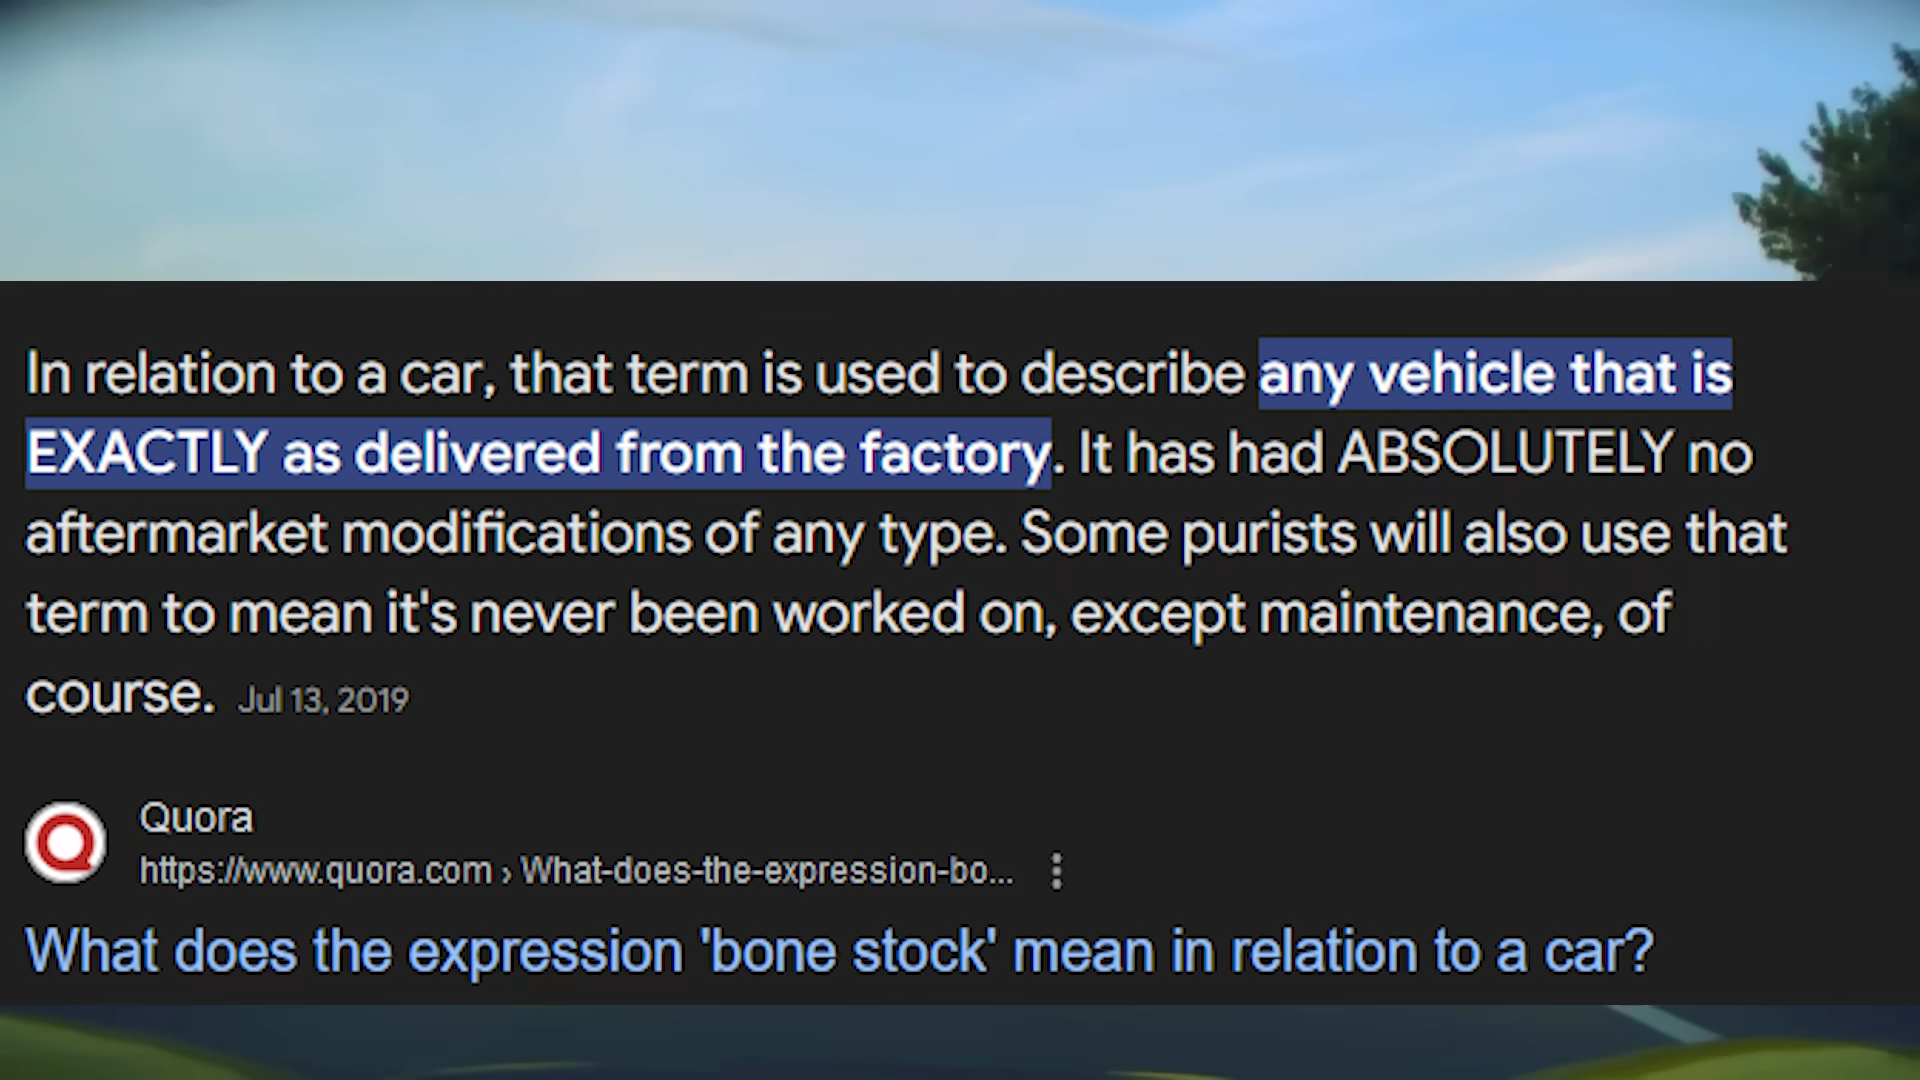 In relation to a car, that term is used to describe any vehicle that is
EXACTLY as delivered from the factory. It has had ABSOLUTELY no
aftermarket modifications of any type. Some purists will also use that
term to mean it's never been worked on, except maintenance, of
course. Jul 13, 2019
Quora
https://www.quora.com › What-does-the-expression-bo...
What does the expression 'bone stock' mean in relation to a car?